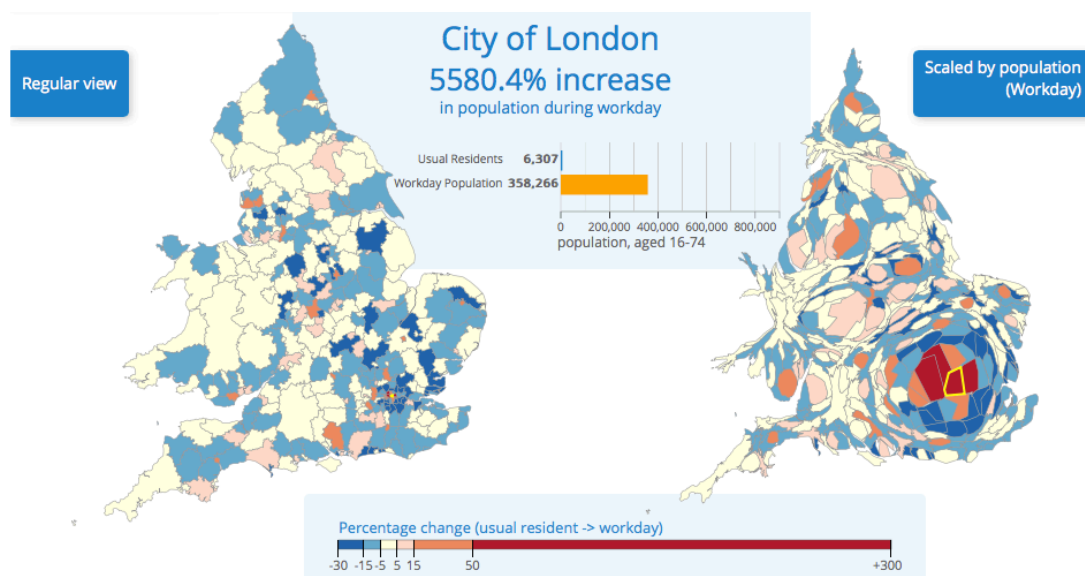 City of London
5580.4% increase
in population during workday
Regular view
Scaled by population
(Workday)
Usual Residents 6,307
Workday Population 358,266
0 200,000 400,000 600,000 800,000
population, aged 16-74
Percentage change (usual resident -> workday)
-30 -15 -5 5 15 50 +300